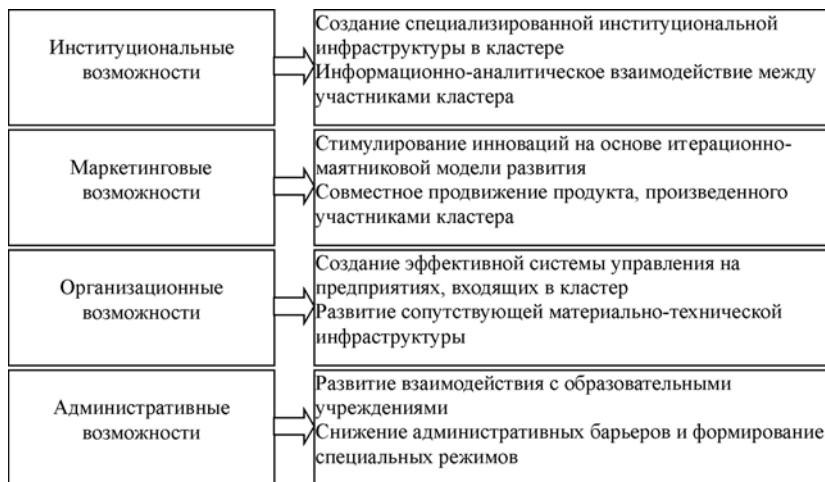 Институциональные
возможности
Создание специализированной институциональной
инфраструктуры в кластере
Информационно-аналитическое взаимодействие между
участниками кластера
Маркетинговые
возможности
Стимулирование инноваций на основе итерационно-
маятниковой модели развития
Совместное продвижение продукта, произведенного
участниками кластера
Организационные
возможности
Создание эффективной системы управления на
предприятиях, входящих в кластер
Развитие сопутствующей материально-технической
инфраструктуры
Административные
возможности
Развитие взаимодействия с образовательными
учреждениями
Снижение административных барьеров и формирование
специальных режимов